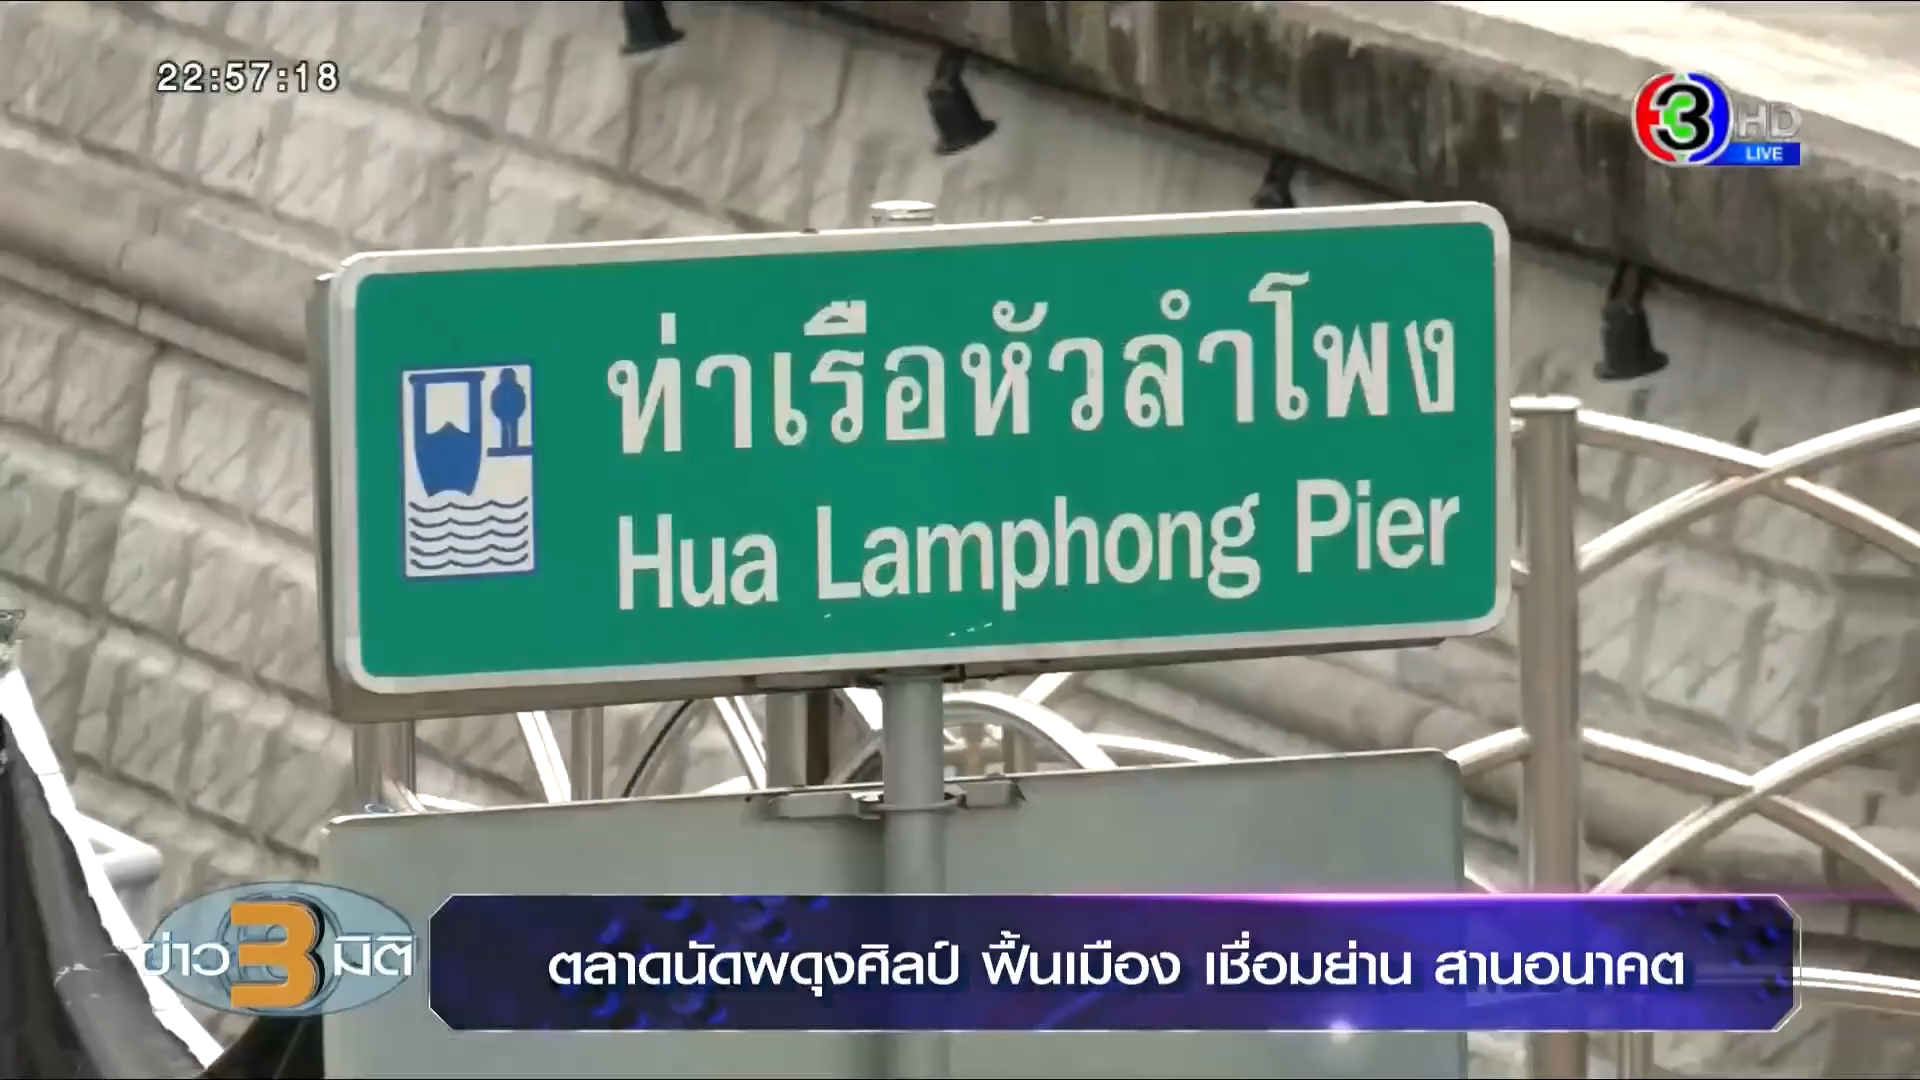 22:57:18
3 HD
LIVE
ท่าเรือหัวลำโพง
Hua Lamphong Pier
ข่าว 3 มิติ
ตลาดนัดผดุงศิลป์ ฟื้นเมือง เชื่อมย่าน สานอนาคต